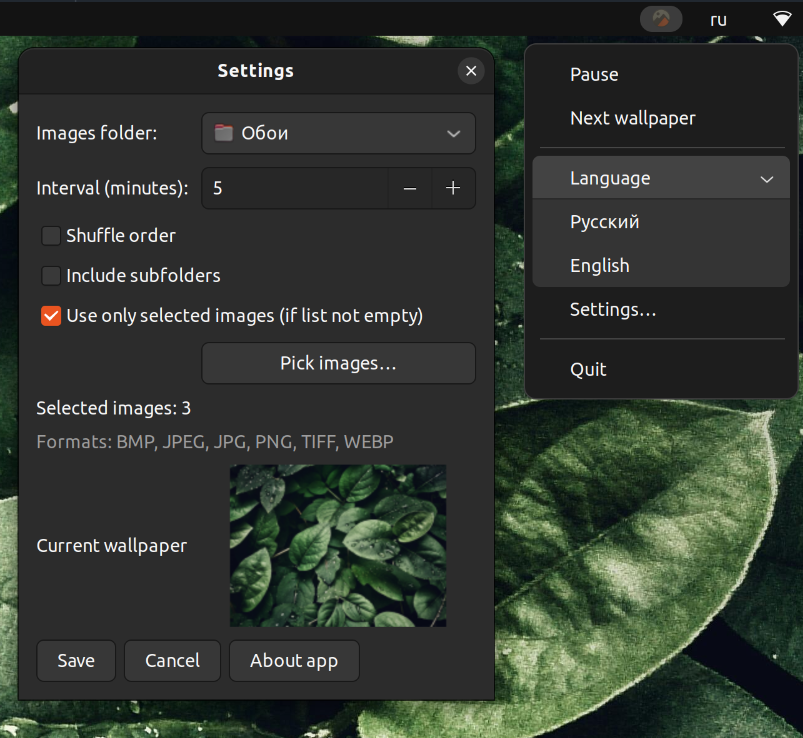 ru
Settings
Images folder:
Обои
Interval (minutes):
5
Shuffle order
Include subfolders
Use only selected images (if list not empty)
Pick images…
Selected images: 3
Formats: BMP, JPEG, JPG, PNG, TIFF, WEBP
Current wallpaper
Save
Cancel
About app
Pause
Next wallpaper
Language
Русский
English
Settings…
Quit